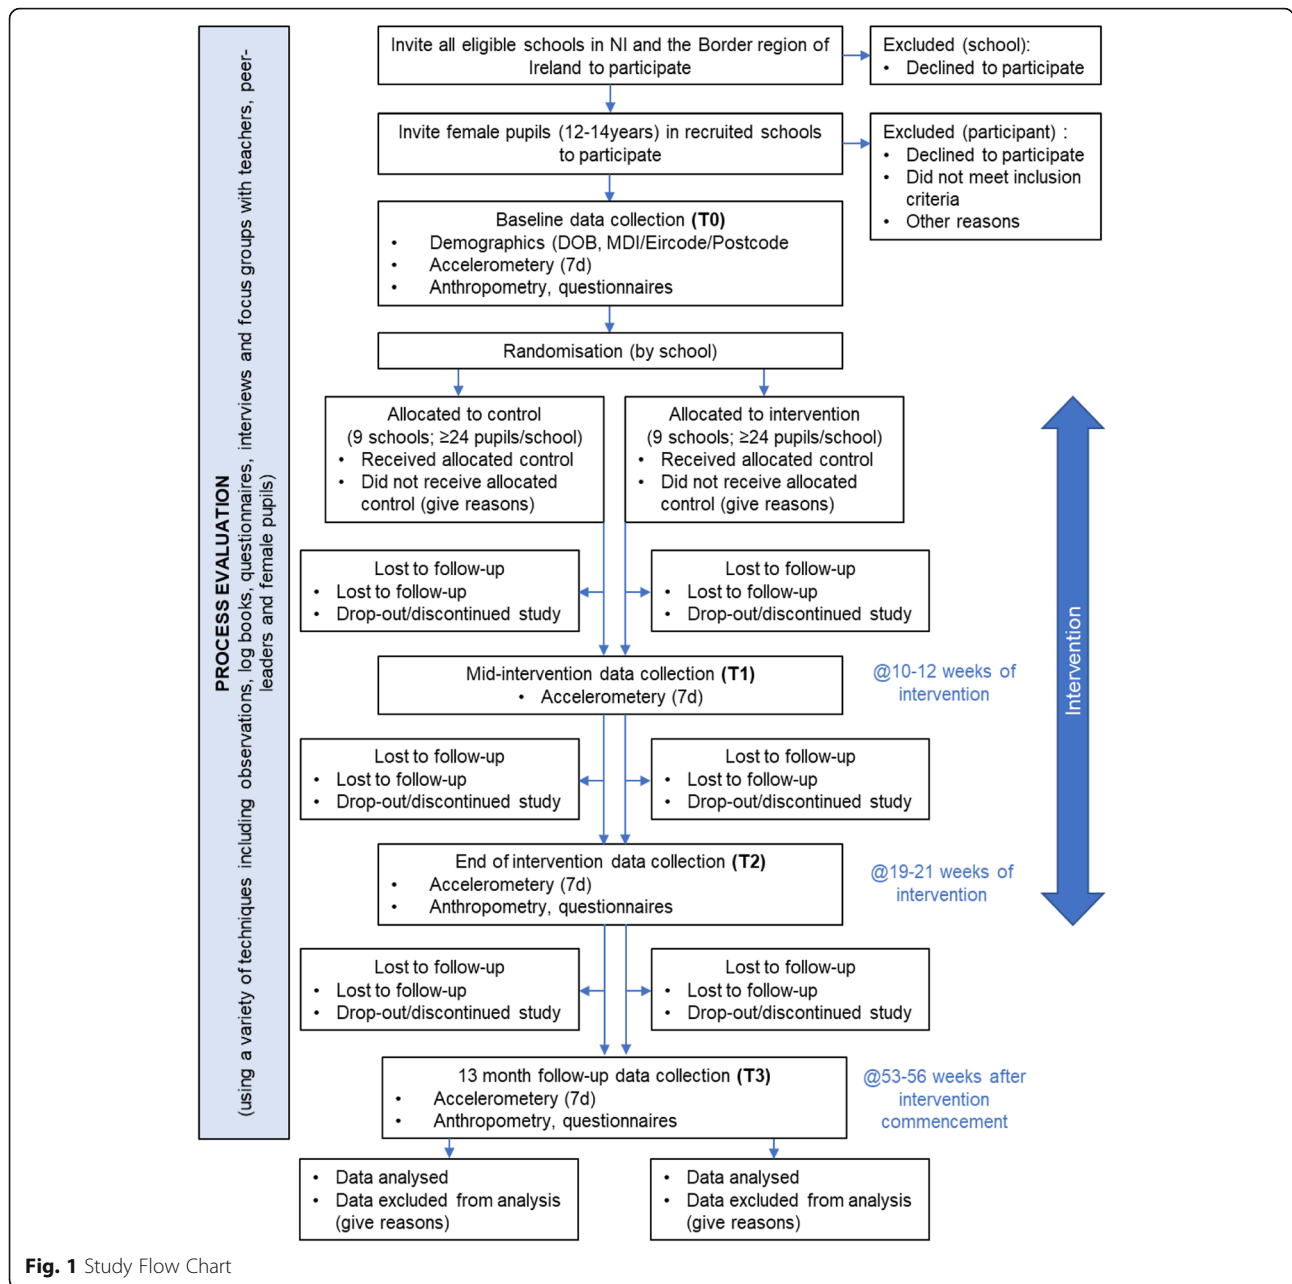 PROCESS EVALUATION
(using a variety of techniques including observations, log books, questionnaires, interviews and focus groups with teachers, peer-
leaders and female pupils)
Invite all eligible schools in NI and the Border region of
Ireland to participate
Excluded (school):
• Declined to participate
Invite female pupils (12-14years) in recruited schools
to participate
Excluded (participant) :
• Declined to participate
• Did not meet inclusion
criteria
• Other reasons
Baseline data collection (T0)
• Demographics (DOB, MDI/Eircode/Postcode
• Accelerometery (7d)
• Anthropometry, questionnaires
Randomisation (by school)
Allocated to control
(9 schools; ≥24 pupils/school)
• Received allocated control
• Did not receive allocated
control (give reasons)
Allocated to intervention
(9 schools; ≥24 pupils/school)
• Received allocated control
• Did not receive allocated
control (give reasons)
Lost to follow-up
• Lost to follow-up
• Drop-out/discontinued study
Lost to follow-up
• Lost to follow-up
• Drop-out/discontinued study
Mid-intervention data collection (T1)
• Accelerometery (7d)
@10-12 weeks of
intervention
Intervention
Lost to follow-up
• Lost to follow-up
• Drop-out/discontinued study
Lost to follow-up
• Lost to follow-up
• Drop-out/discontinued study
End of intervention data collection (T2)
• Accelerometery (7d)
• Anthropometry, questionnaires
@19-21 weeks of
intervention
Lost to follow-up
• Lost to follow-up
• Drop-out/discontinued study
Lost to follow-up
• Lost to follow-up
• Drop-out/discontinued study
13 month follow-up data collection (T3)
• Accelerometery (7d)
• Anthropometry, questionnaires
@53-56 weeks after
intervention
commencement
• Data analysed
• Data excluded from analysis
(give reasons)
• Data analysed
• Data excluded from analysis
(give reasons)
Fig. 1 Study Flow Chart